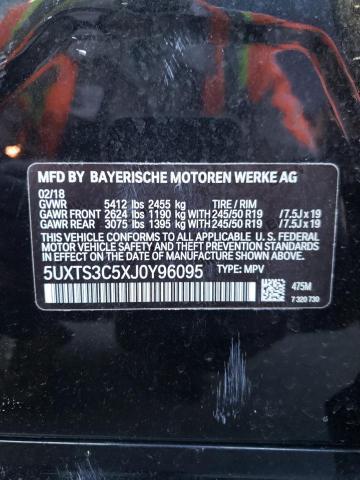 MFD BY BAYERISCHE MOTOREN WERKE AG
02/18
GVWR 5412 lbs 2455 kg TIRE / RIM
GAWR FRONT 2624 lbs 1190 kg WITH 245/50 R19 /7.5J x 19
GAWR REAR 3075 lbs 1395 kg WITH 245/50 R19 /7.5J x 19
THIS VEHICLE CONFORMS TO ALL APPLICABLE U.S. FEDERAL
MOTOR VEHICLE SAFETY, BUMPER, AND THEFT PREVENTION
STANDARDS IN EFFECT ON THE DATE OF MANUFACTURE SHOWN ABOVE.
5UXTS3C5XJ0Y96095 TYPE: MPV
475M
7 320 730